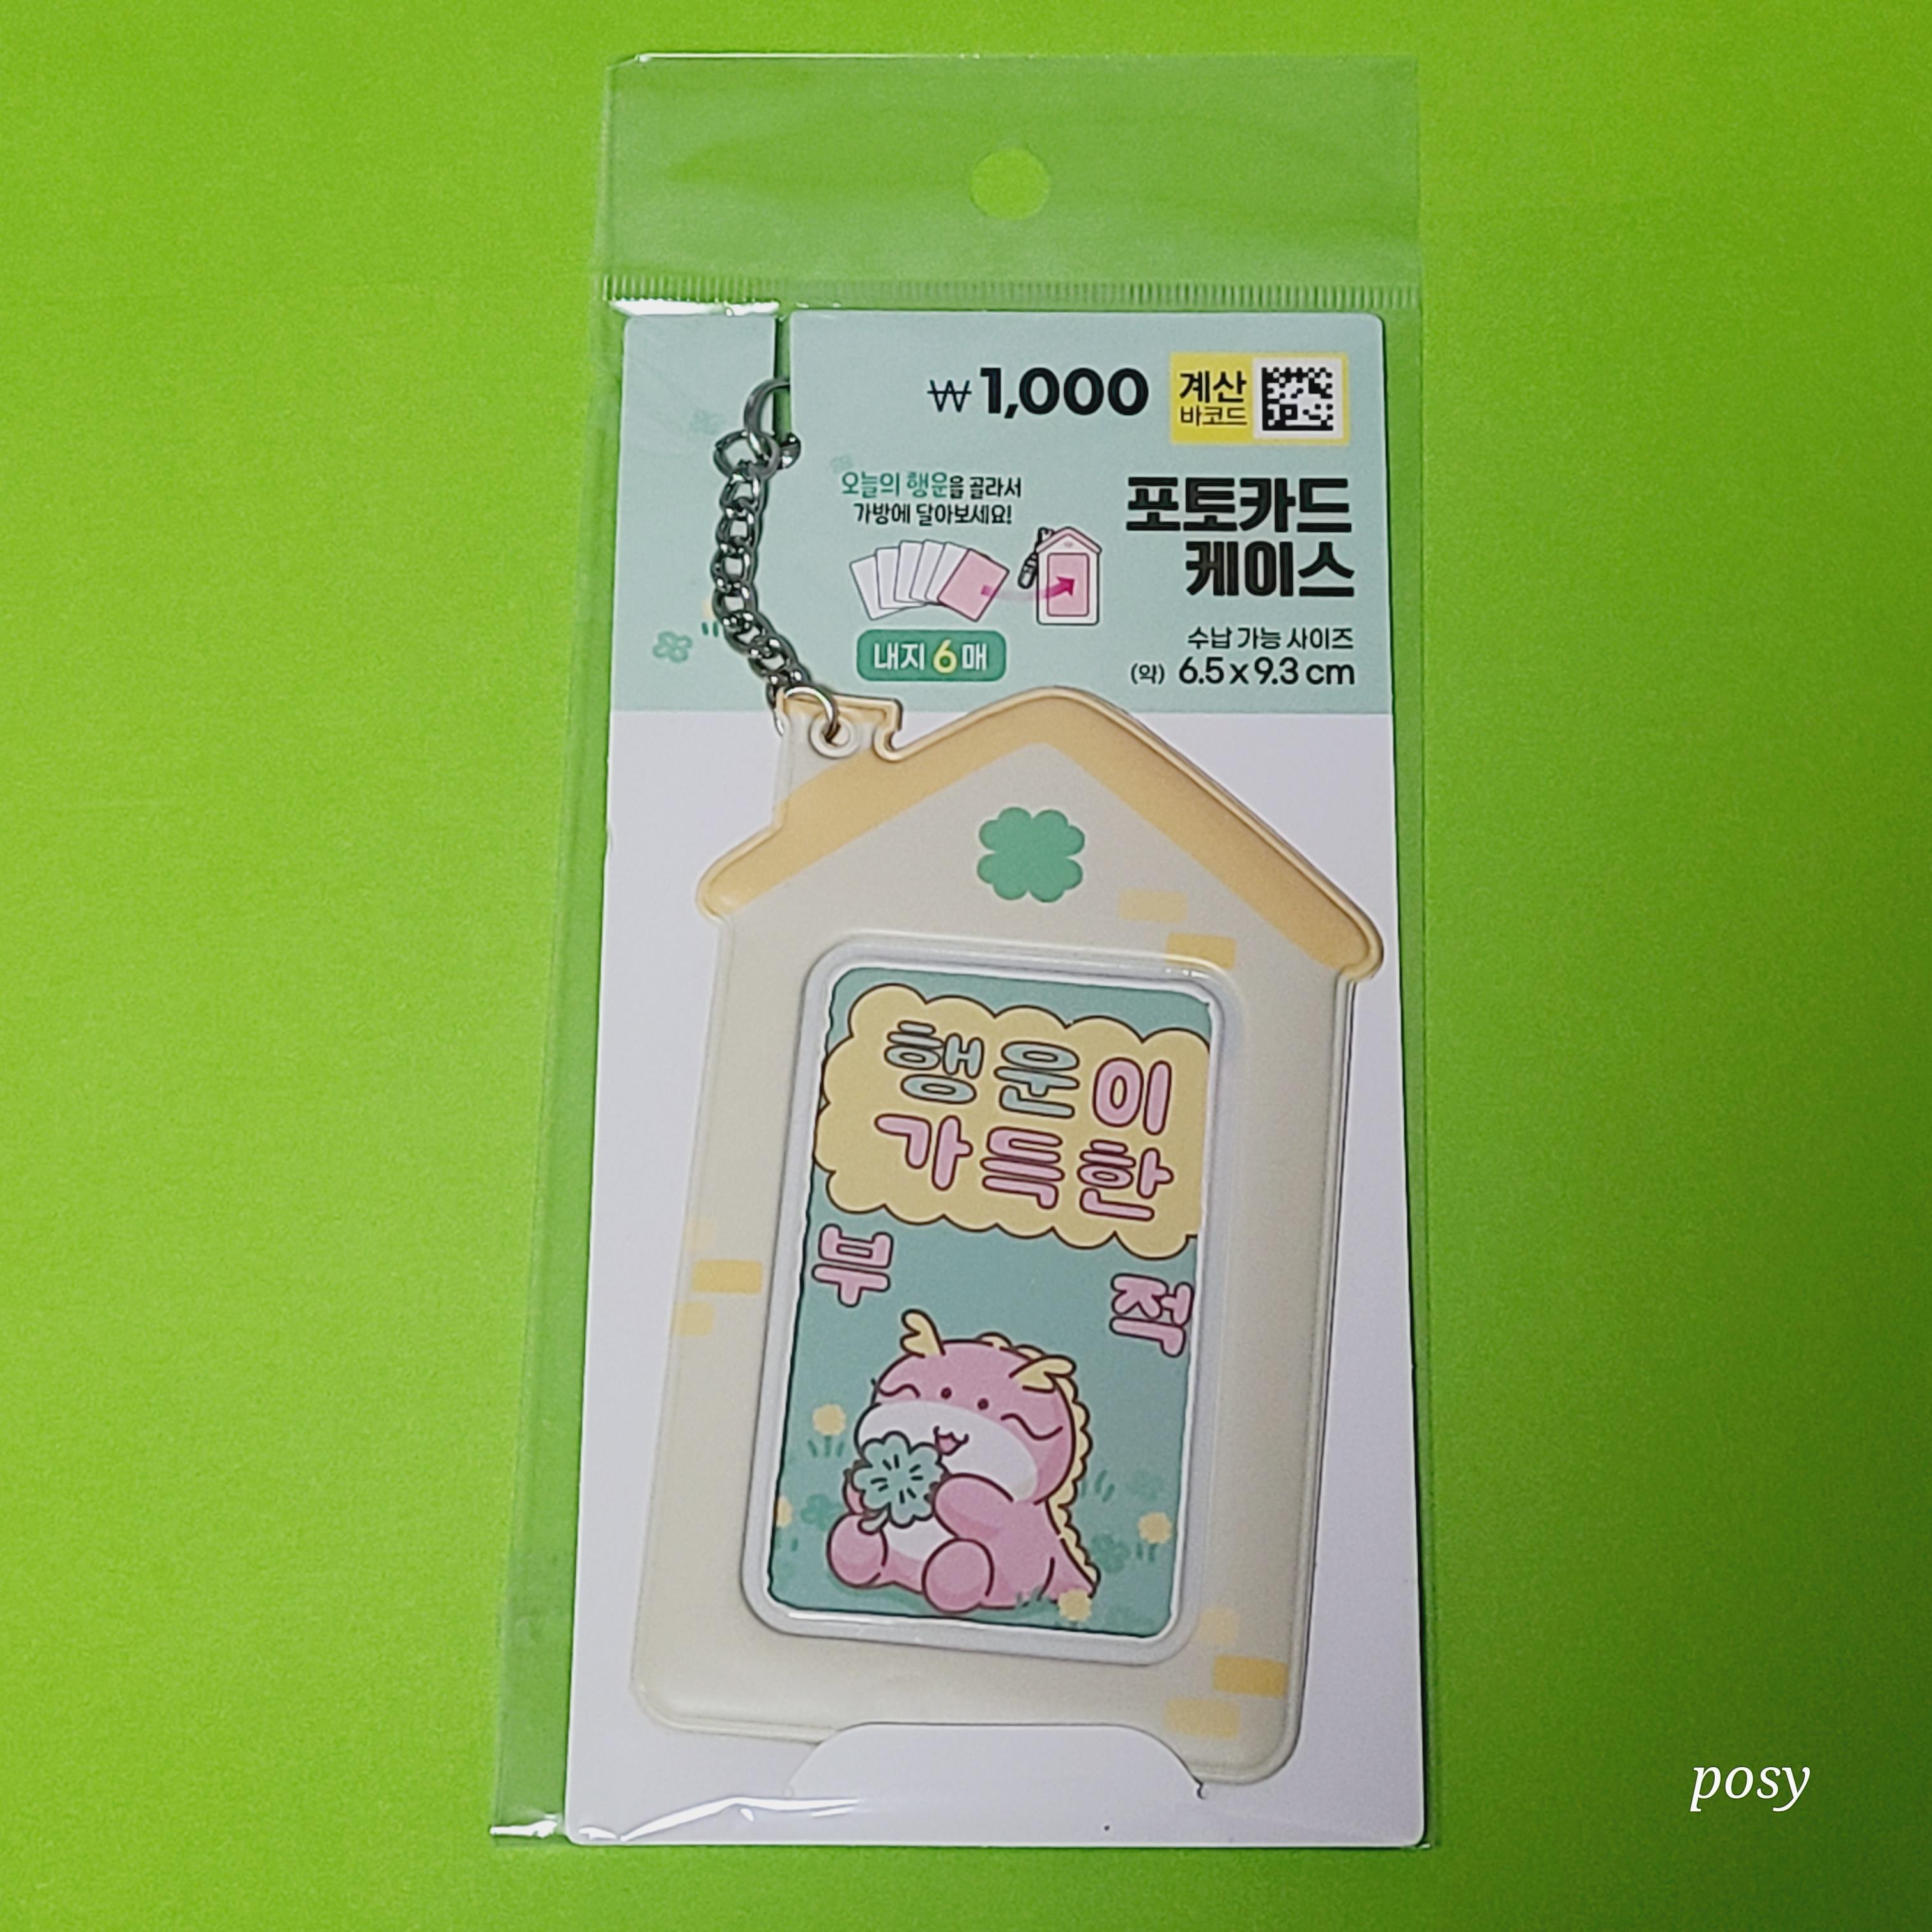 ₩1,000
계산
바코드
오늘의 행운을 골라서
가방에 달아보세요!
포토카드
케이스
내지 6매
수납 가능 사이즈
(약) 6.5 x 9.3 cm
행운이
가득한
부 적
posy